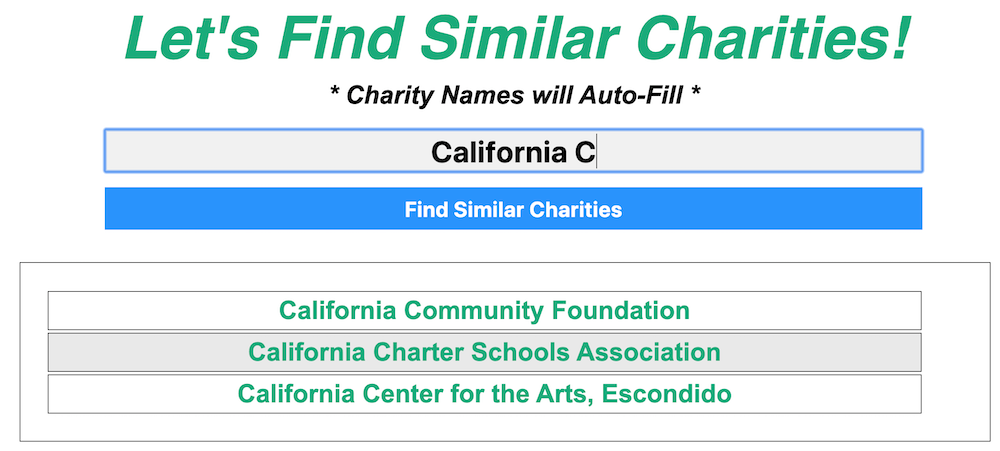 Let's Find Similar Charities!
* Charity Names will Auto-Fill *
California C
Find Similar Charities
California Community Foundation
California Charter Schools Association
California Center for the Arts, Escondido